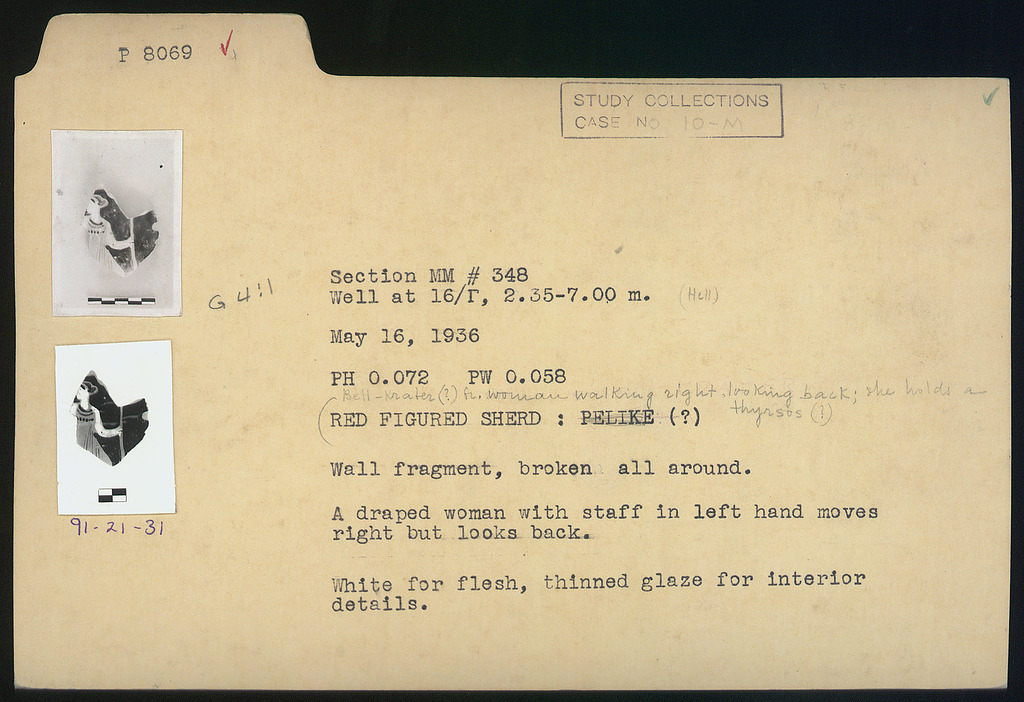 P 8069 ✓
STUDY COLLECTIONS
CASE NO 10-M
✓
G 4:1
Section MM # 348
Well at 16/Γ, 2.35-7.00 m. (Hell)
May 16, 1936
PH 0.072 PW 0.058
Bell-krater (?) fr. woman walking right, looking back; she holds a
thyrsos (?)
RED FIGURED SHERD : PELIKE (?)
Wall fragment, broken all around.
A draped woman with staff in left hand moves
right but looks back.
White for flesh, thinned glaze for interior
details.
91-21-31